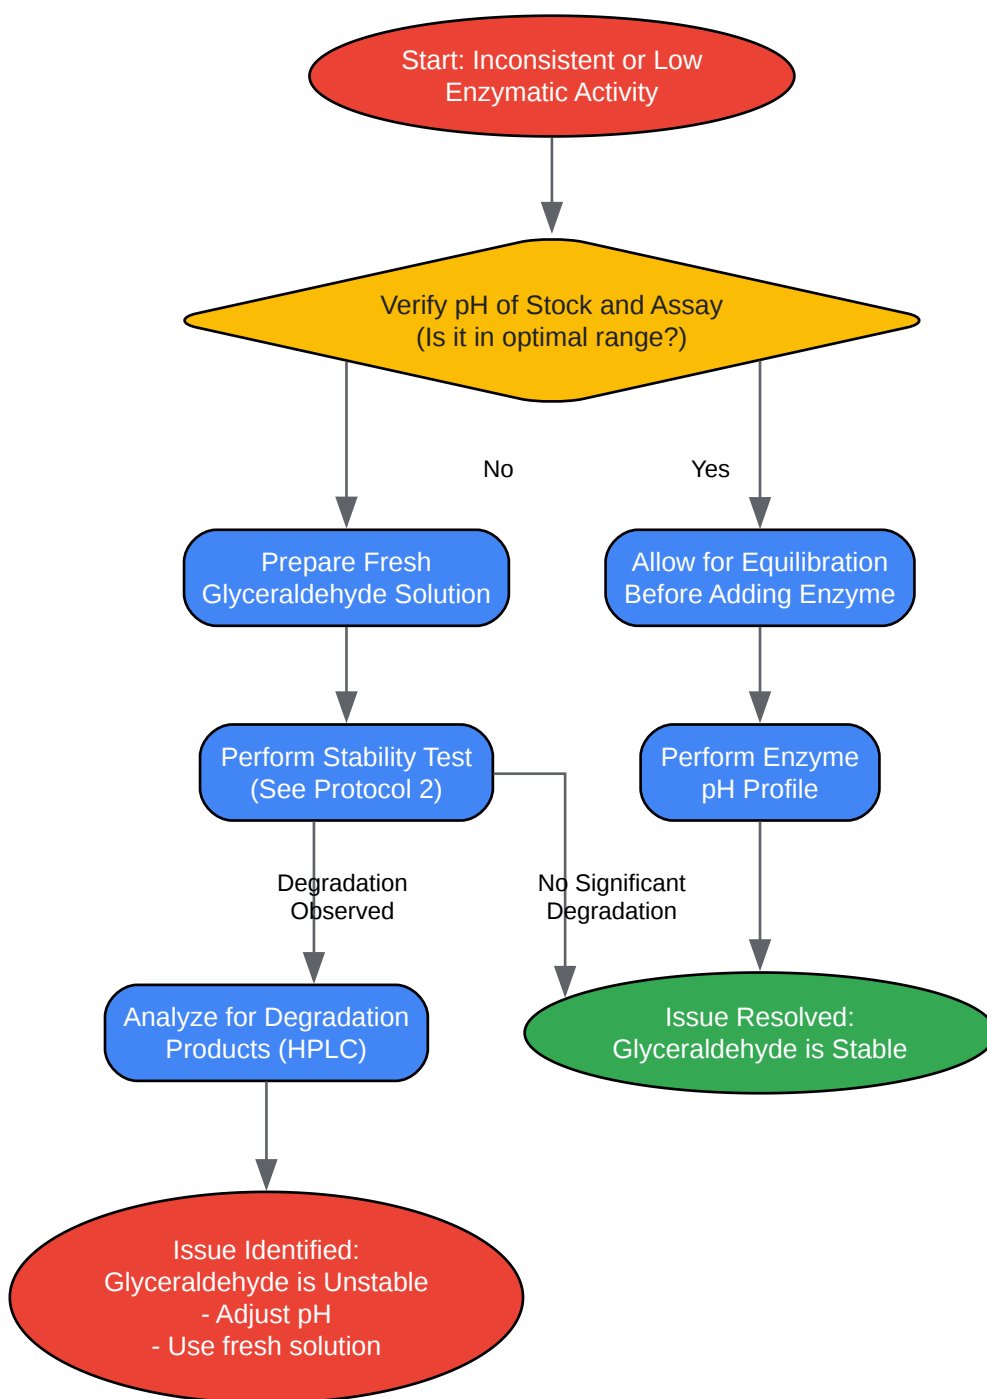 Start: Inconsistent or Low
Enzymatic Activity
Verify pH of Stock and Assay
(Is it in optimal range?)
No
Yes
Prepare Fresh
Glyceraldehyde Solution
Allow for Equilibration
Before Adding Enzyme
Perform Stability Test
(See Protocol 2)
Perform Enzyme
pH Profile
Degradation
Observed
No Significant
Degradation
Analyze for Degradation
Products (HPLC)
Issue Resolved:
Glyceraldehyde is Stable
Issue Identified:
Glyceraldehyde is Unstable
- Adjust pH
- Use fresh solution